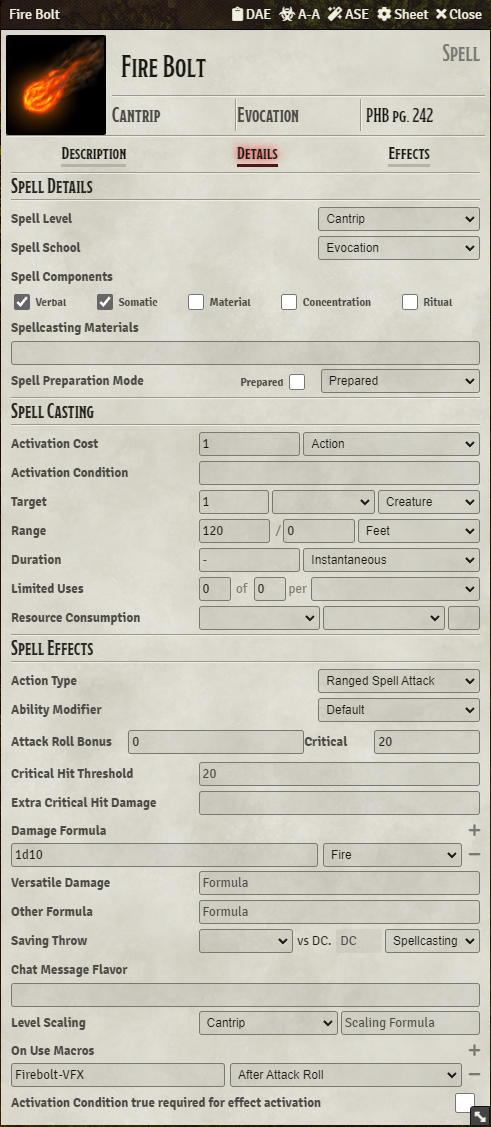 Fire Bolt DAE A-A ASE Sheet Close
Fire Bolt
Spell
Cantrip Evocation PHB pg. 242
Description Details Effects
Spell Details
Spell Level Cantrip
Spell School Evocation
Spell Components
Verbal Somatic Material Concentration Ritual
Spellcasting Materials
Spell Preparation Mode Prepared Prepared
Spell Casting
Activation Cost 1 Action
Activation Condition
Target 1 Creature
Range 120 / 0 Feet
Duration - Instantaneous
Limited Uses 0 of 0 per
Resource Consumption
Spell Effects
Action Type Ranged Spell Attack
Ability Modifier Default
Attack Roll Bonus 0 Critical 20
Critical Hit Threshold 20
Extra Critical Hit Damage
Damage Formula +
1d10 Fire −
Versatile Damage Formula
Other Formula Formula
Saving Throw vs DC. DC Spellcasting
Chat Message Flavor
Level Scaling Cantrip Scaling Formula
On Use Macros +
Firebolt-VFX After Attack Roll −
Activation Condition true required for effect activation